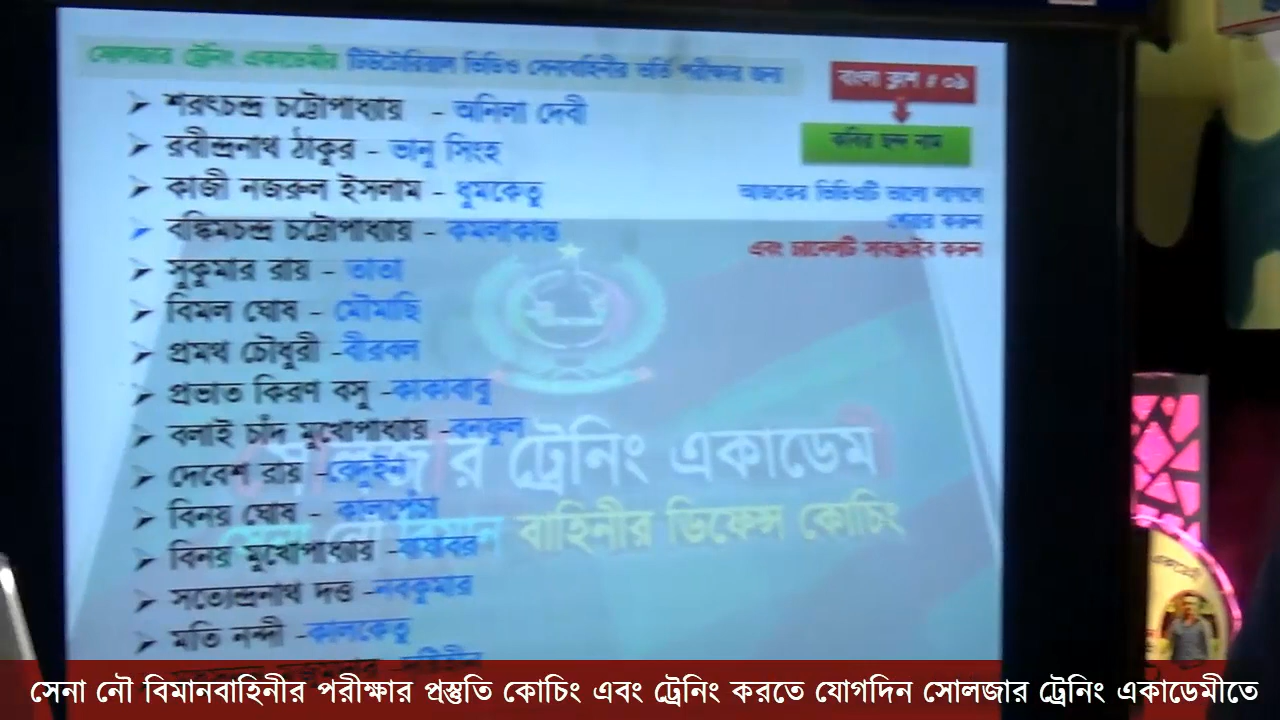 সোলজার ট্রেনিং একাডেমীর টিউটোরিয়াল ভিডিও সেনাবাহিনীর ভর্তি পরীক্ষার জন্য
বাংলা ক্লাশ # ০৯
কবির ছদ্দ নাম
আজকের ভিডিওটি ভালো লাগলে
শেয়ার করুন
এবং চ্যানেলটি সাবস্ক্রাইব করুন
➢ শরৎচন্দ্র চট্টোপাধ্যায় - অনিলা দেবী
➢ রবীন্দ্রনাথ ঠাকুর - ভানু সিংহ
➢ কাজী নজরুল ইসলাম - ধুমকেতু
➢ বঙ্কিমচন্দ্র চট্টোপাধ্যায় - কমলাকান্ত
➢ সুকুমার রায় - তাতা
➢ বিমল ঘোষ - মৌমাছি
➢ প্রমথ চৌধুরী -বীরবল
➢ প্রভাত কিরণ বসু -কাকাবাবু
➢ বলাই চাঁদ মুখোপাধ্যায় -বনফুল
➢ দেবেশ রায় -বেদুইন
➢ বিনয় ঘোষ - কালপেঁচা
➢ বিনয় মুখোপাধ্যায় -যাযাবর
➢ সত্যেন্দ্রনাথ দত্ত -নবকুমার
➢ মতি নন্দী -কালকেতু
সোলজার ট্রেনিং একাডেমী
সেনা নৌ বিমান বাহিনীর ডিফেন্স কোচিং
সেনা নৌ বিমানবাহিনীর পরীক্ষার প্রস্তুতি কোচিং এবং ট্রেনিং করতে যোগদিন সোলজার ট্রেনিং একাডেমীতে